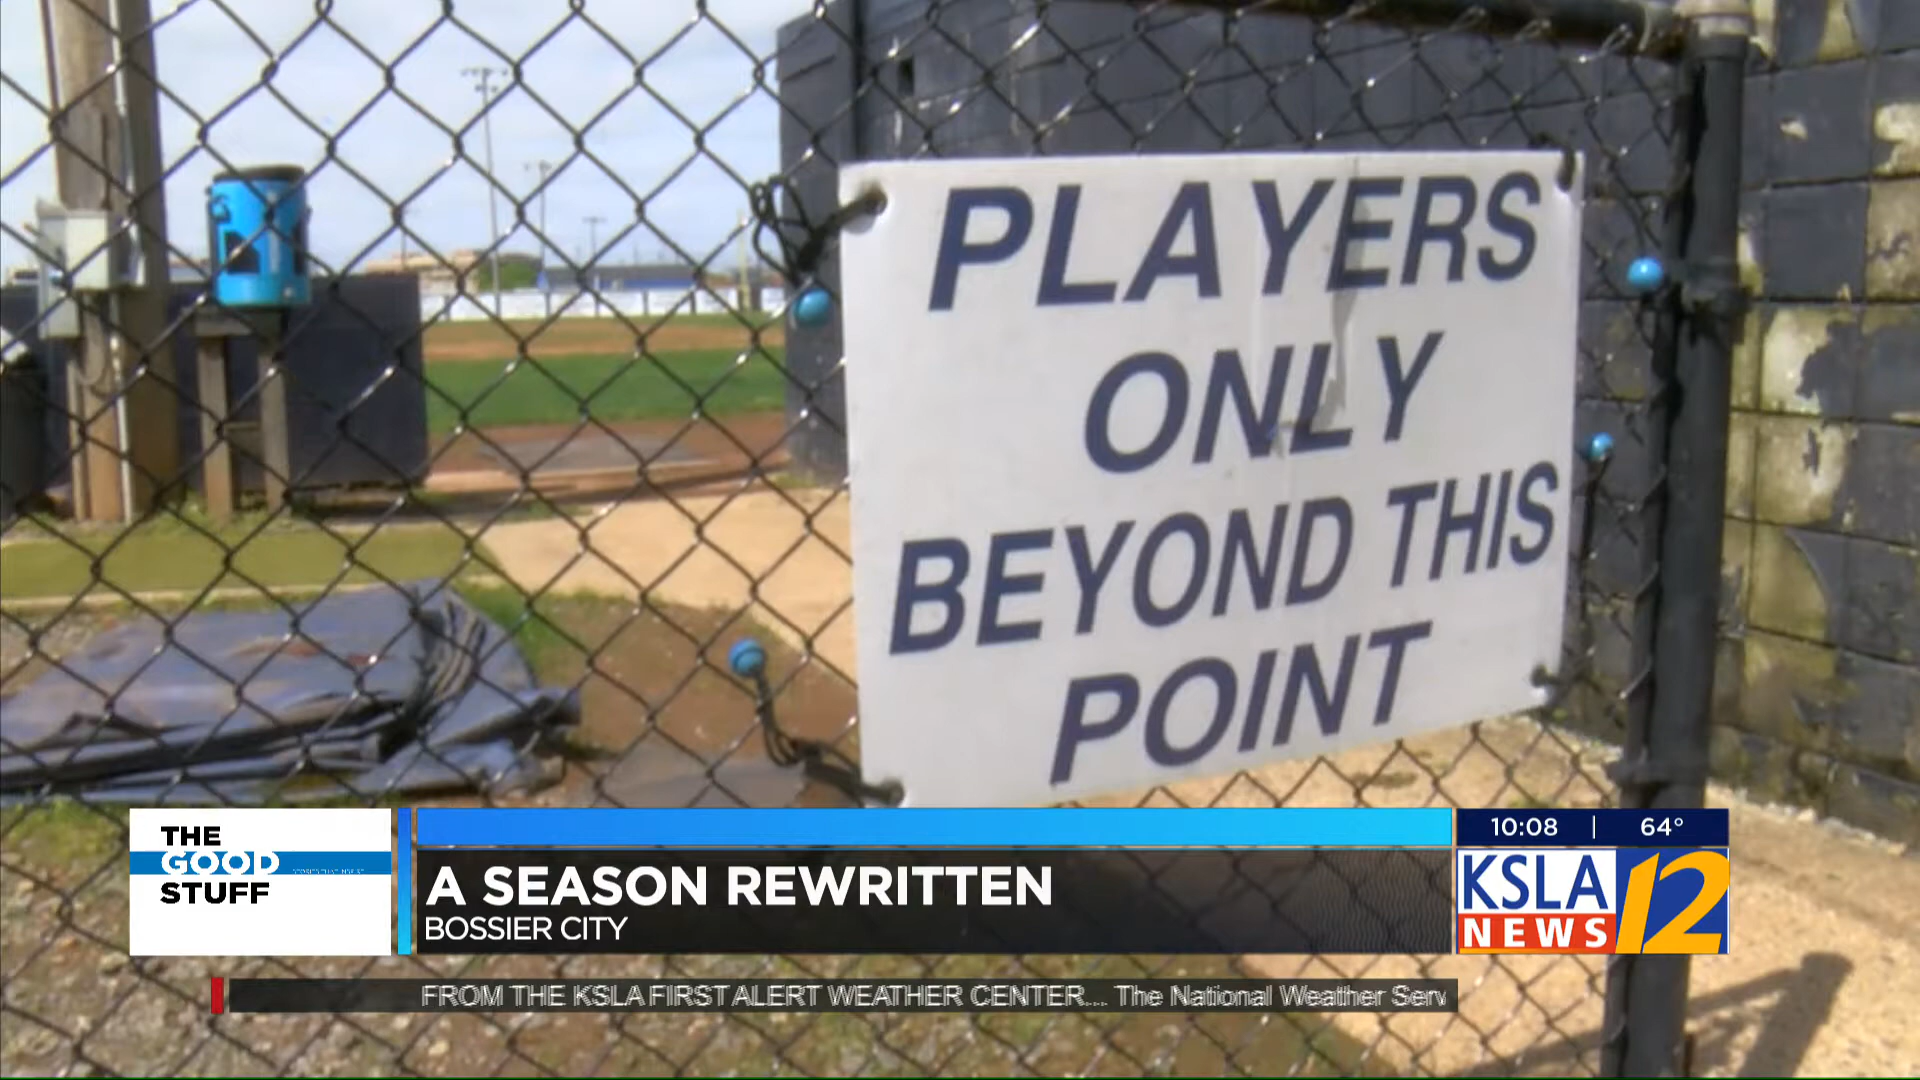 PLAYERS
ONLY
BEYOND THIS
POINT
THE
GOOD
STUFF
A SEASON REWRITTEN
BOSSIER CITY
10:08 | 64°
KSLA 12
NEWS
FROM THE KSLA FIRST ALERT WEATHER CENTER.... The National Weather Serv